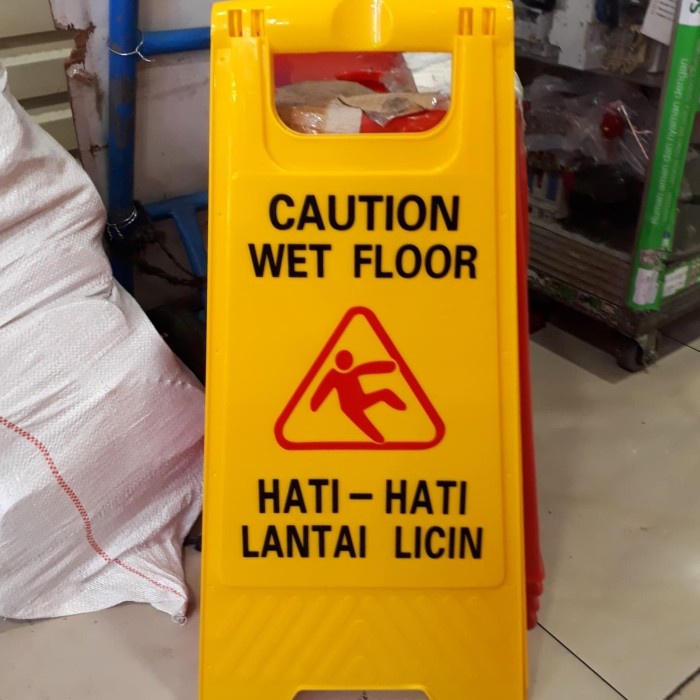 CAUTION
WET FLOOR
HATI – HATI
LANTAI LICIN